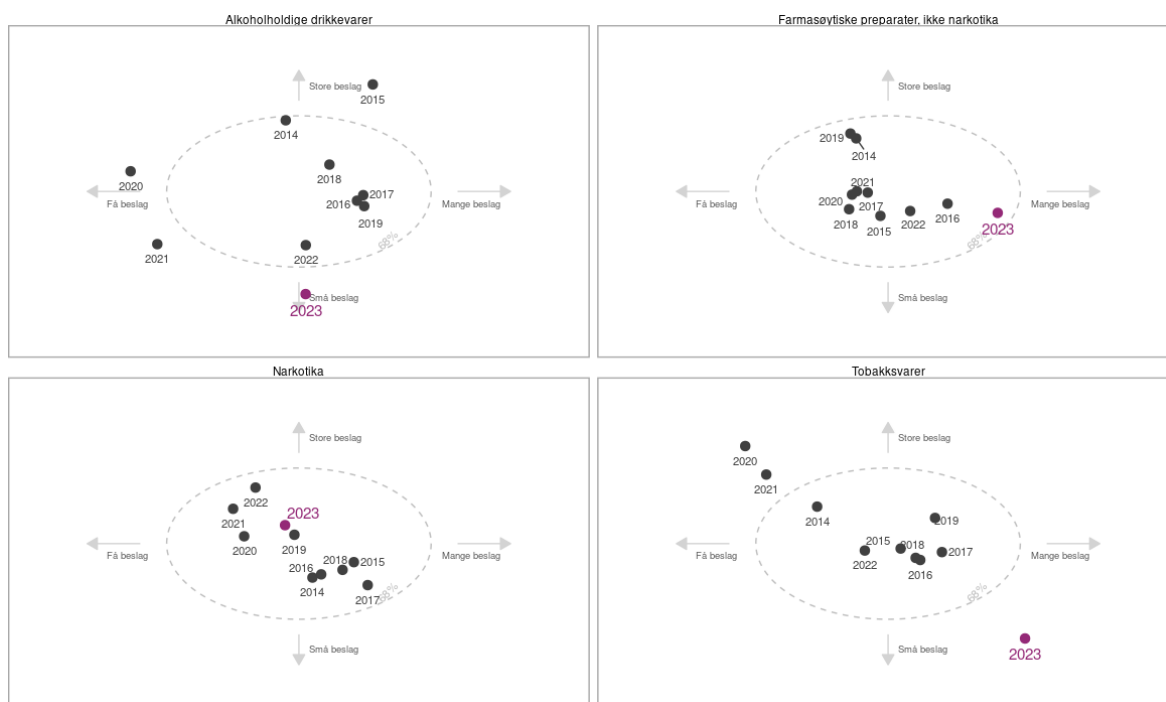 Alkoholholdige drikkevarer
Store beslag
2015
2014
2018
2020
2017
2016
2019
Få beslag
Mange beslag
68%
2021
2022
Små beslag
2023
Farmasøytiske preparater, ikke narkotika
Store beslag
2019
2014
2021
2020
2017
2018
2015
2022
2016
2023
Få beslag
Mange beslag
68%
Små beslag
Narkotika
Store beslag
2022
2021
2023
2020
2019
Få beslag
Mange beslag
2016
2018
2015
2014
2017
68%
Små beslag
Tobakksvarer
Store beslag
2020
2021
2014
2019
2015
2018
2017
2022
2016
Få beslag
Mange beslag
68%
Små beslag
2023